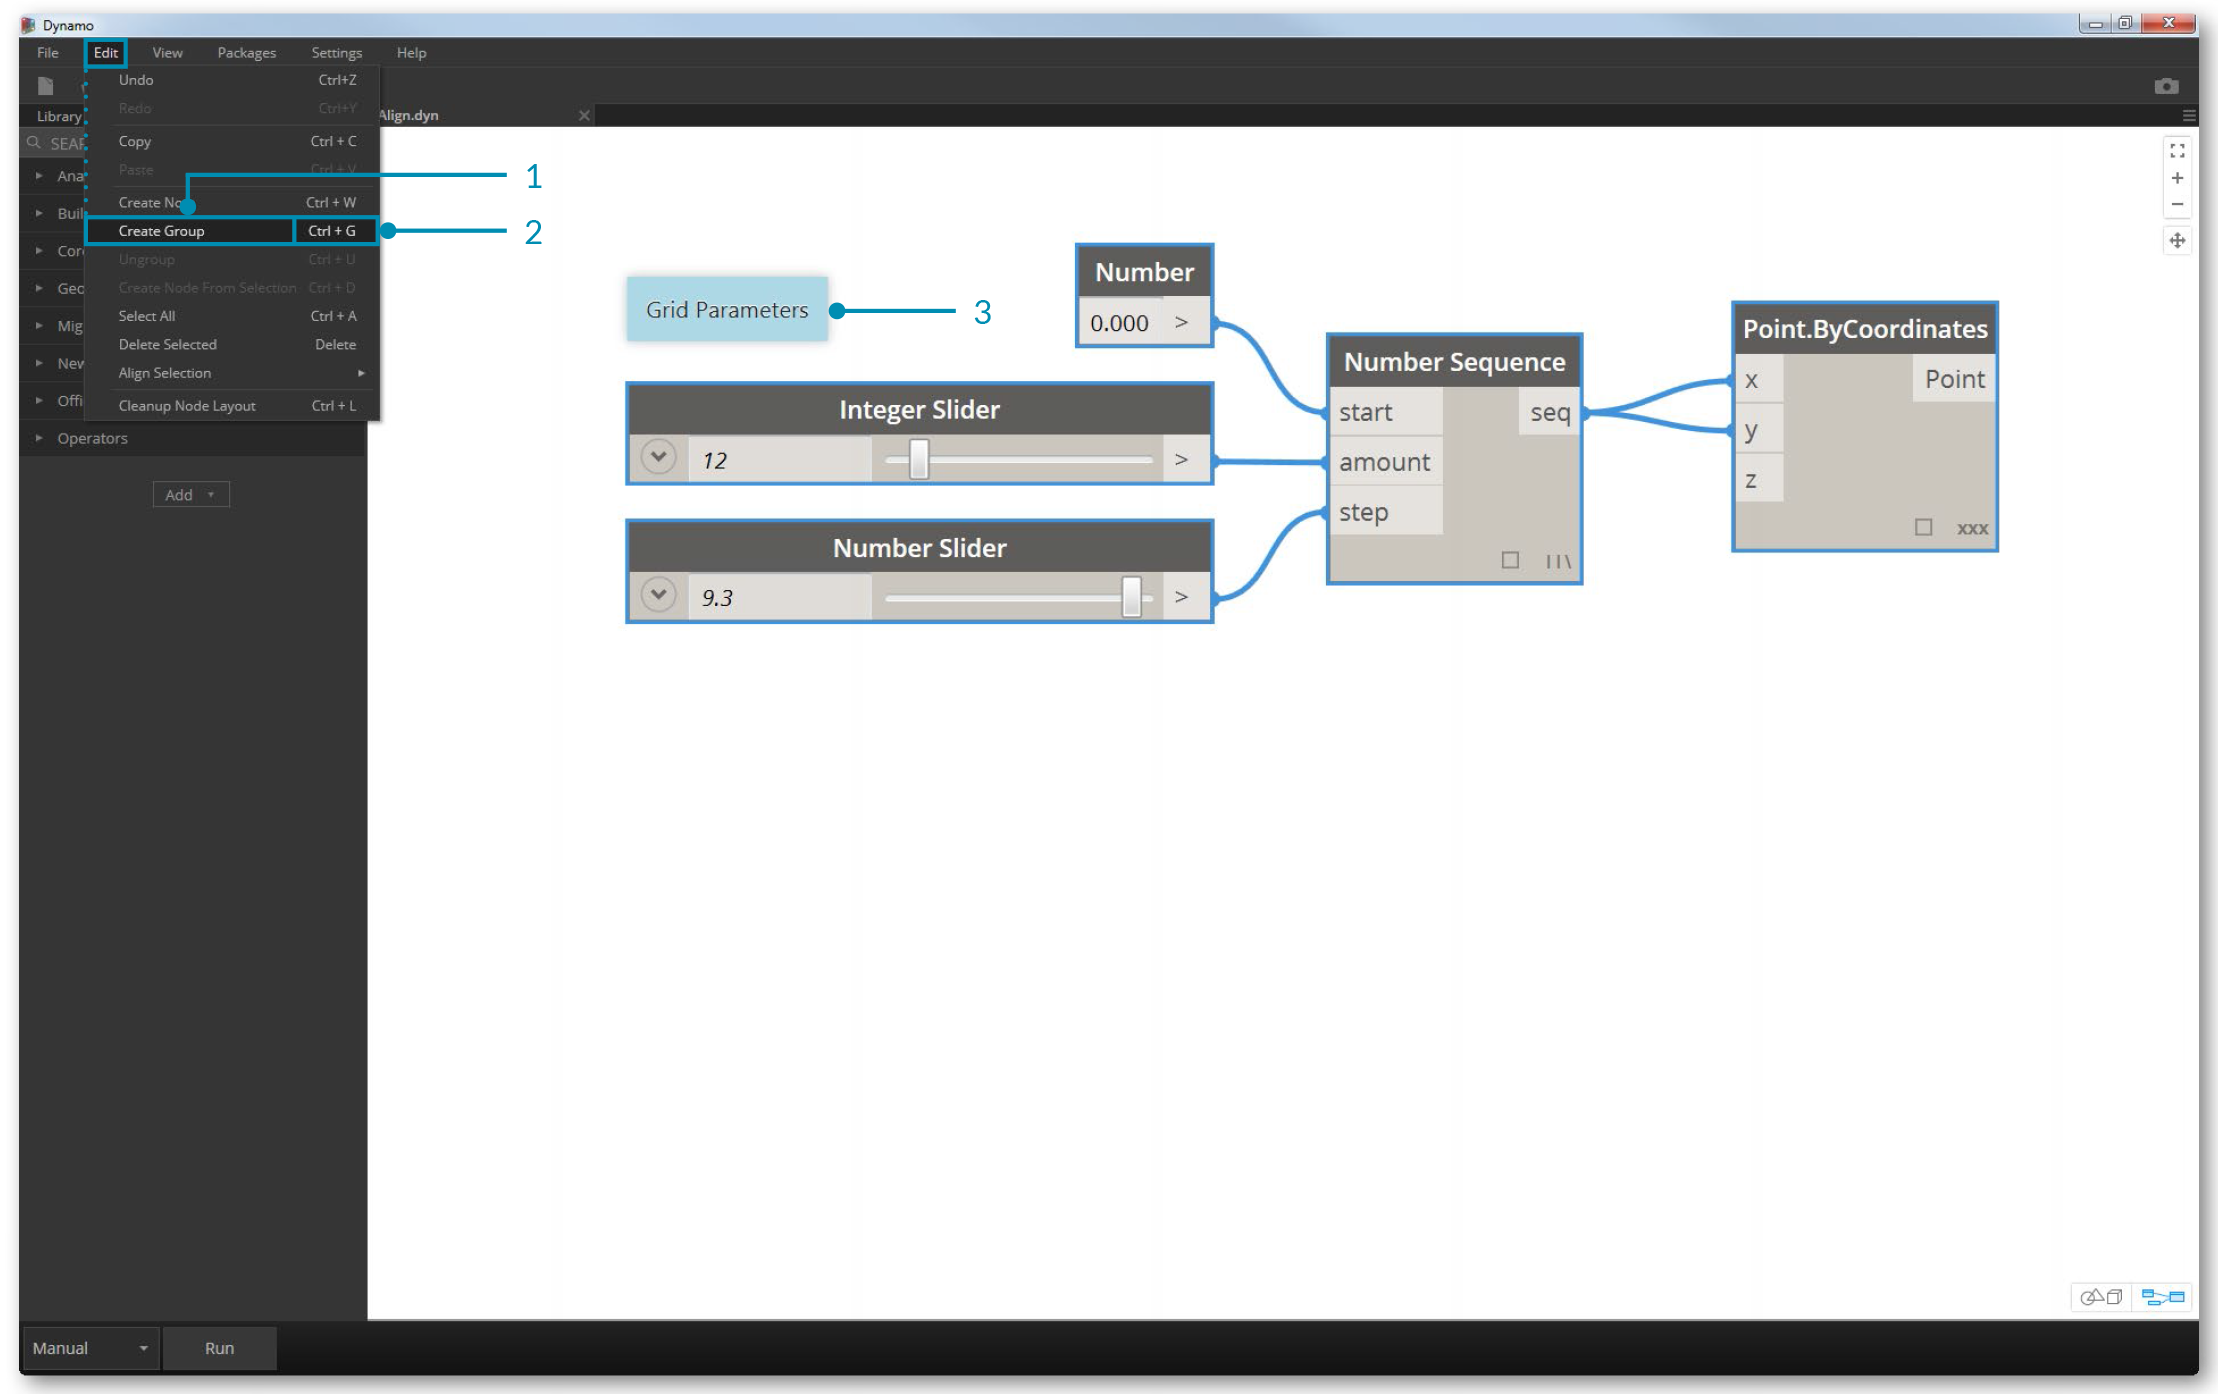 Dynamo
File Edit View Packages Settings Help
Undo Ctrl+Z
Redo Ctrl+Y
Library
Align.dyn
SEAR
Copy Ctrl + C
Paste Ctrl + V
Ana
Create No Ctrl + W
Buil
Create Group Ctrl + G
Cor
Ungroup Ctrl + U
Geo
Create Node From Selection Ctrl + D
Select All Ctrl + A
Mig
Delete Selected Delete
New
Align Selection
Offi
Cleanup Node Layout Ctrl + L
Operators
Add
1
2
3
Grid Parameters
Number
0.000 >
Integer Slider
12 >
Number Slider
9.3 >
Number Sequence
start seq
amount
step
Point.ByCoordinates
x Point
y
z
xxx
Manual Run